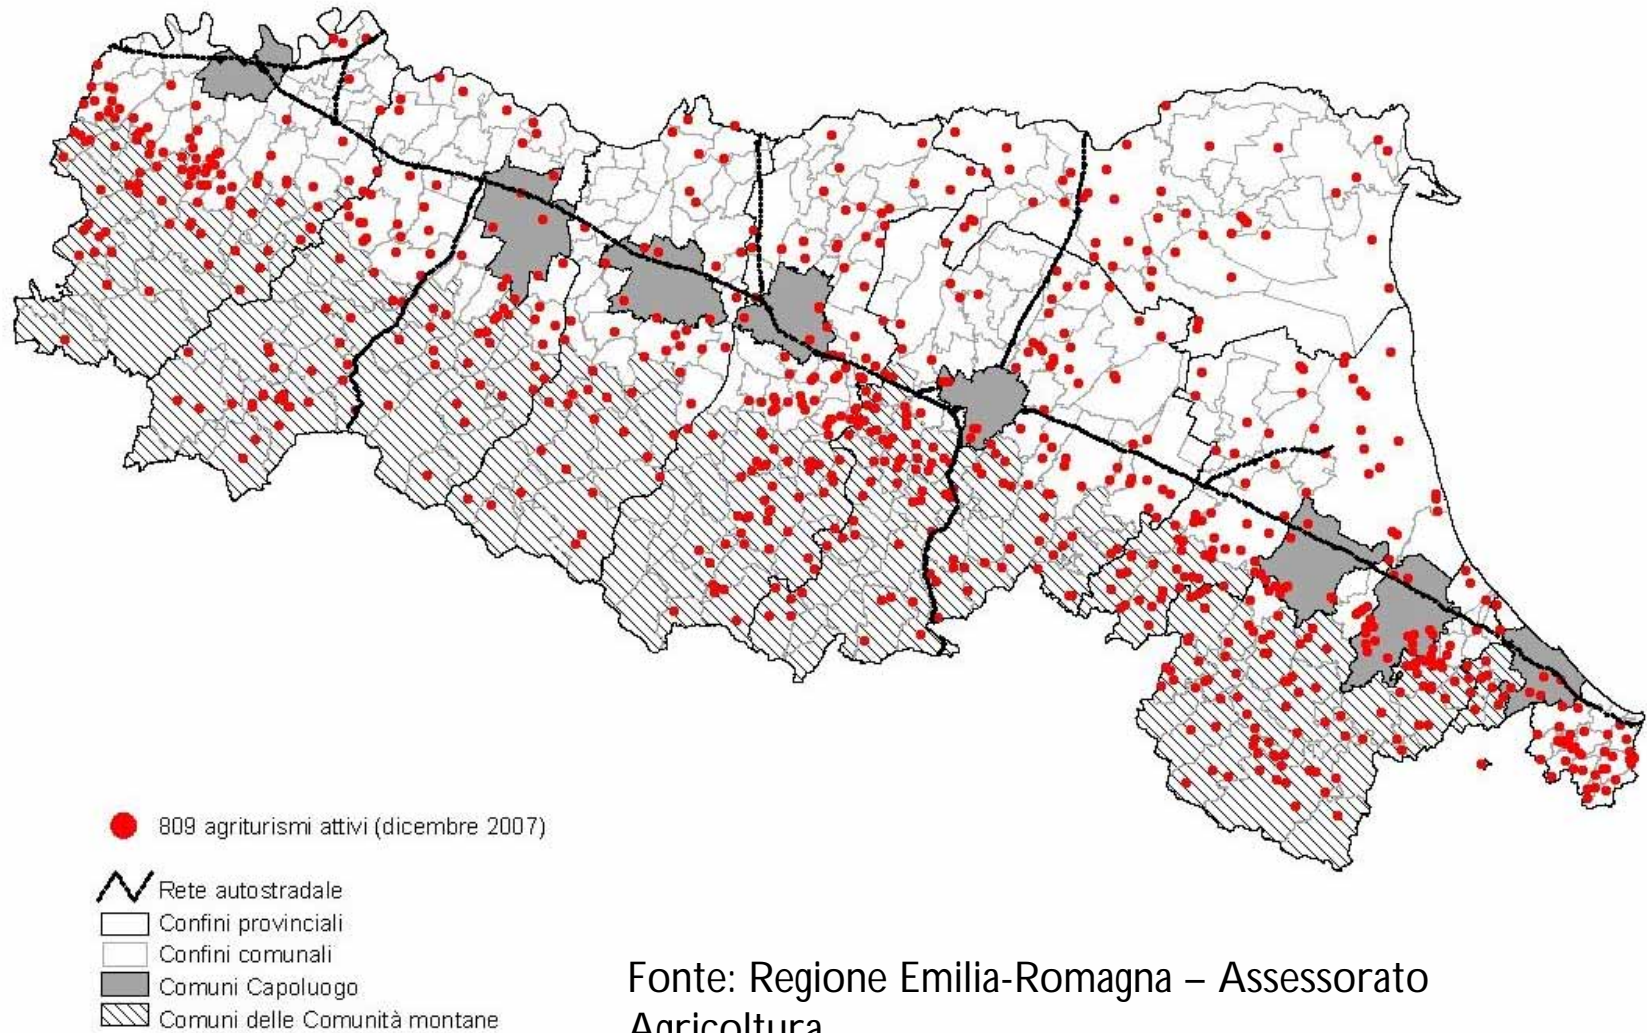 809 agriturismi attivi (dicembre 2007)
Rete autostradale
Confini provinciali
Confini comunali
Comuni Capoluogo
Comuni delle Comunità montane
Fonte: Regione Emilia-Romagna – Assessorato
Agricoltura